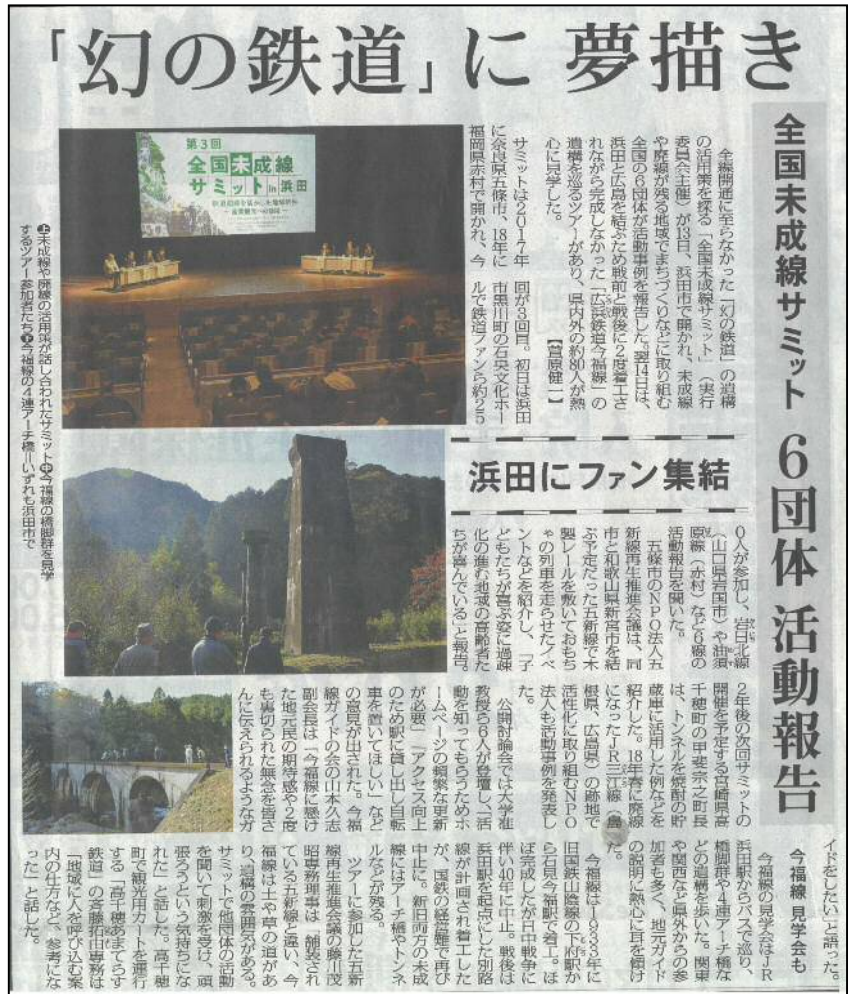 「幻の鉄道」に 夢描き
全国未成線サミット 6団体 活動報告
全線開通に至らなかった「幻の鉄道」の遺構
の活用策を探る「全国未成線サミット」(実行
委員会主催)が13日、浜田市で開かれ、未成線
や廃線が残る地域でまちづくりなどに取り組む
全国の6団体が活動事例を報告した。翌14日は、
浜田と広島を結ぶため戦前と戦後に2度着工さ
れながら完成しなかった「広浜鉄道今福線」の
遺構を巡るツアーがあり、県内外の約80人が熱
心に見学した。 【菅原健一】
サミットは2017年
に奈良県五條市、18年に
福岡県赤村で開かれ、今
回が3回目。初日は浜田
市黒川町の石央文化ホー
ルで鉄道ファンら約25
第3回
全国未成線
サミット in 浜田
㊤未成線や廃線の活用策が話し合われたサミット㊥今福線の橋脚群を見学
するツアー参加者たち㊦今福線の4連アーチ橋=いずれも浜田市で
浜田にファン集結
0人が参加し、岩日北線
(山口県岩国市)や油須
原線(赤村)など6線の
活動報告を聞いた。
五條市のNPO法人五
新線再生推進会議は、同
市と和歌山県新宮市を結
ぶ予定だった五新線で木
製レールを敷いておもち
ゃの列車を走らせたイベ
ントなどを紹介し、「子
どもたちが喜ぶ姿に過疎
化の進む地域の高齢者た
ちが喜んでいる」と報告。
2年後の次回サミットの
開催を予定する宮崎県高
千穂町の甲斐宗之町長
は、トンネルを焼酎の貯
蔵庫に活用した例などを
紹介した。18年春に廃線
になったJR三江線(島
根県、広島県)の跡地で
活性化に取り組むNPO
法人も活動事例を発表し
た。
公開討論会では大学准
教授ら6人が登壇し、「活
動を知ってもらうためホ
ームページの頻繁な更新
が必要」「アクセス向上
のため駅に貸し出し自転
車を置いてほしい」など
の意見が出された。今福
線ガイドの会の山本久志
副会長は「今福線に懸け
た地元民の期待感や2度
も裏切られた無念を皆さ
んに伝えられるようなガ
イドをしたい」と語った。
今福線 見学会も
今福線の見学会はJR
浜田駅からバスで巡り、
橋脚群や4連アーチ橋な
どの遺構を歩いた。関東
や関西など県外からの参
加者も多く、地元ガイド
の説明に熱心に耳を傾け
た。
今福線は1933年に
旧国鉄山陰線の下府駅か
ら石見今福駅で着工。ほ
ぼ完成したが日中戦争に
伴い40年に中止。戦後は
浜田駅を起点にした別路
線が計画され着工した
が、国鉄の経営難で再び
中止に。新旧両方の未成
線にはアーチ橋やトンネ
ルなどが残る。
ツアーに参加した五新
線再生推進会議の藤川茂
昭専務理事は「舗装され
ている五新線と違い、今
福線は土や草の道があ
り、遺構の雰囲気がある。
サミットで他団体の活動
を聞いて刺激を受け、頑
張ろうという気持ちにな
れた」と話した。高千穂
町で観光用カートを運行
する「高千穂あまてらす
鉄道」の斉藤拓由専務は
「地域に人を呼び込む案
内の仕方など、参考にな
った」と話した。